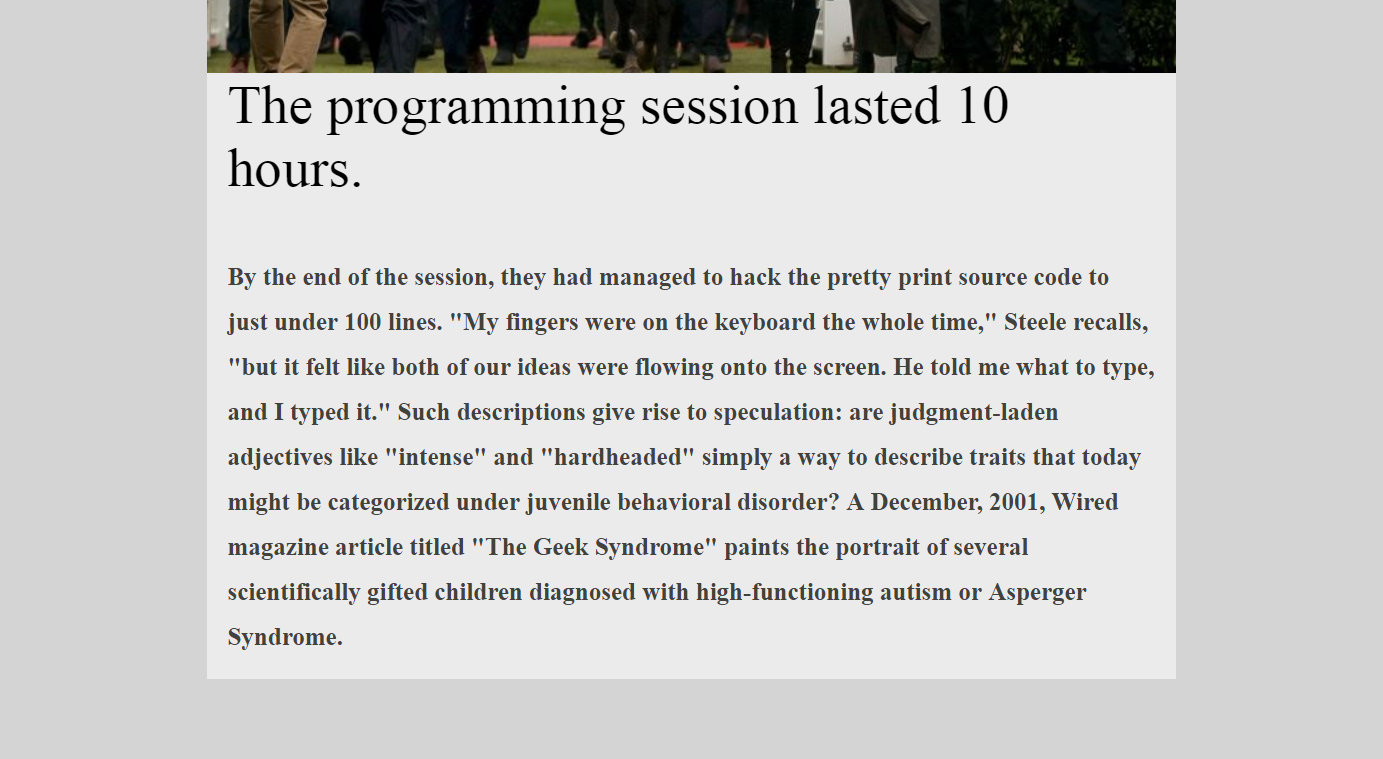 The programming session lasted 10
hours.
By the end of the session, they had managed to hack the pretty print source code to
just under 100 lines. "My fingers were on the keyboard the whole time," Steele recalls,
"but it felt like both of our ideas were flowing onto the screen. He told me what to type,
and I typed it." Such descriptions give rise to speculation: are judgment-laden
adjectives like "intense" and "hardheaded" simply a way to describe traits that today
might be categorized under juvenile behavioral disorder? A December, 2001, Wired
magazine article titled "The Geek Syndrome" paints the portrait of several
scientifically gifted children diagnosed with high-functioning autism or Asperger
Syndrome.